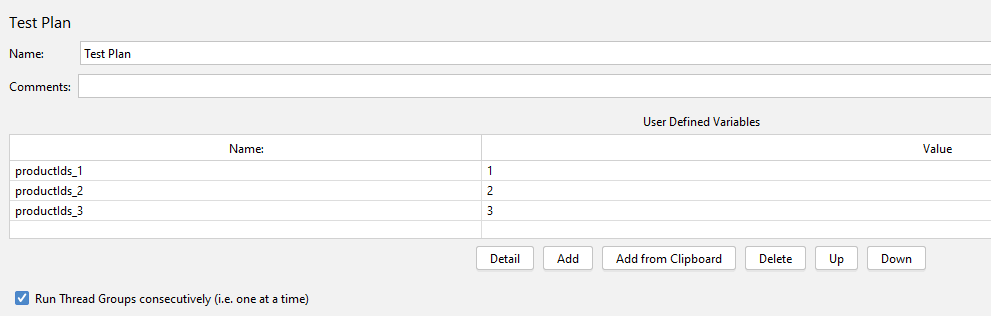 Test Plan
Name: Test Plan
Comments:
User Defined Variables
Name: Value
productIds_1 1
productIds_2 2
productIds_3 3
Detail Add Add from Clipboard Delete Up Down
Run Thread Groups consecutively (i.e. one at a time)